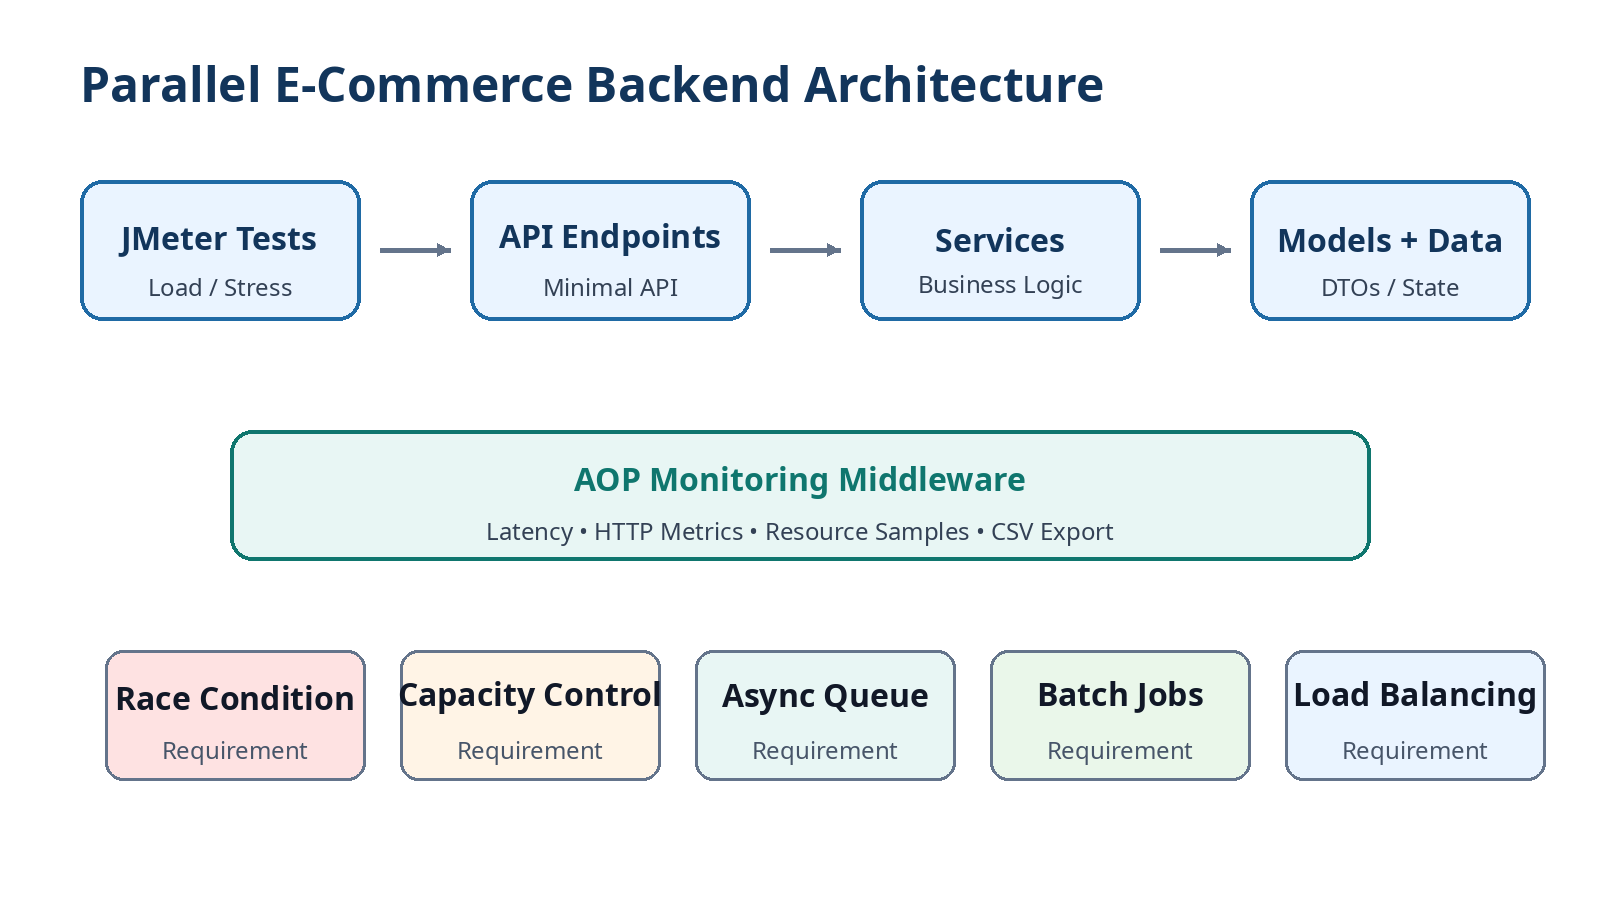 Parallel E-Commerce Backend Architecture
JMeter Tests
Load / Stress
API Endpoints
Minimal API
Services
Business Logic
Models + Data
DTOs / State
AOP Monitoring Middleware
Latency • HTTP Metrics • Resource Samples • CSV Export
Race Condition
Requirement
Capacity Control
Requirement
Async Queue
Requirement
Batch Jobs
Requirement
Load Balancing
Requirement